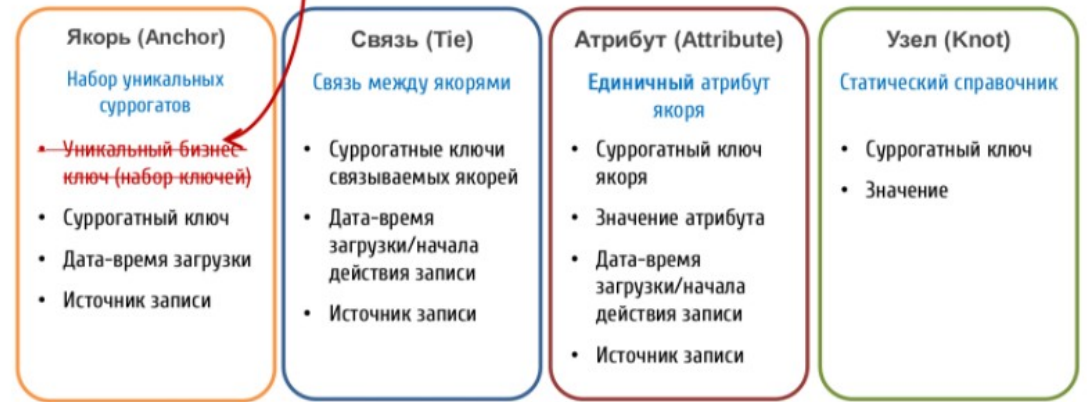 Якорь (Anchor)
Набор уникальных
суррогатов
• Уникальный бизнес-
ключ (набор ключей)
• Суррогатный ключ
• Дата-время загрузки
• Источник записи
Связь (Tie)
Связь между якорями
• Суррогатные ключи
связываемых якорей
• Дата-время
загрузки/начала
действия записи
• Источник записи
Атрибут (Attribute)
Единичный атрибут
якоря
• Суррогатный ключ
якоря
• Значение атрибута
• Дата-время
загрузки/начала
действия записи
• Источник записи
Узел (Knot)
Статический справочник
• Суррогатный ключ
• Значение